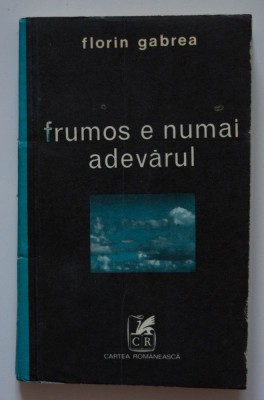 florin gabrea
frumos e numai
adevărul
CR
CARTEA ROMÂNEASCĂ